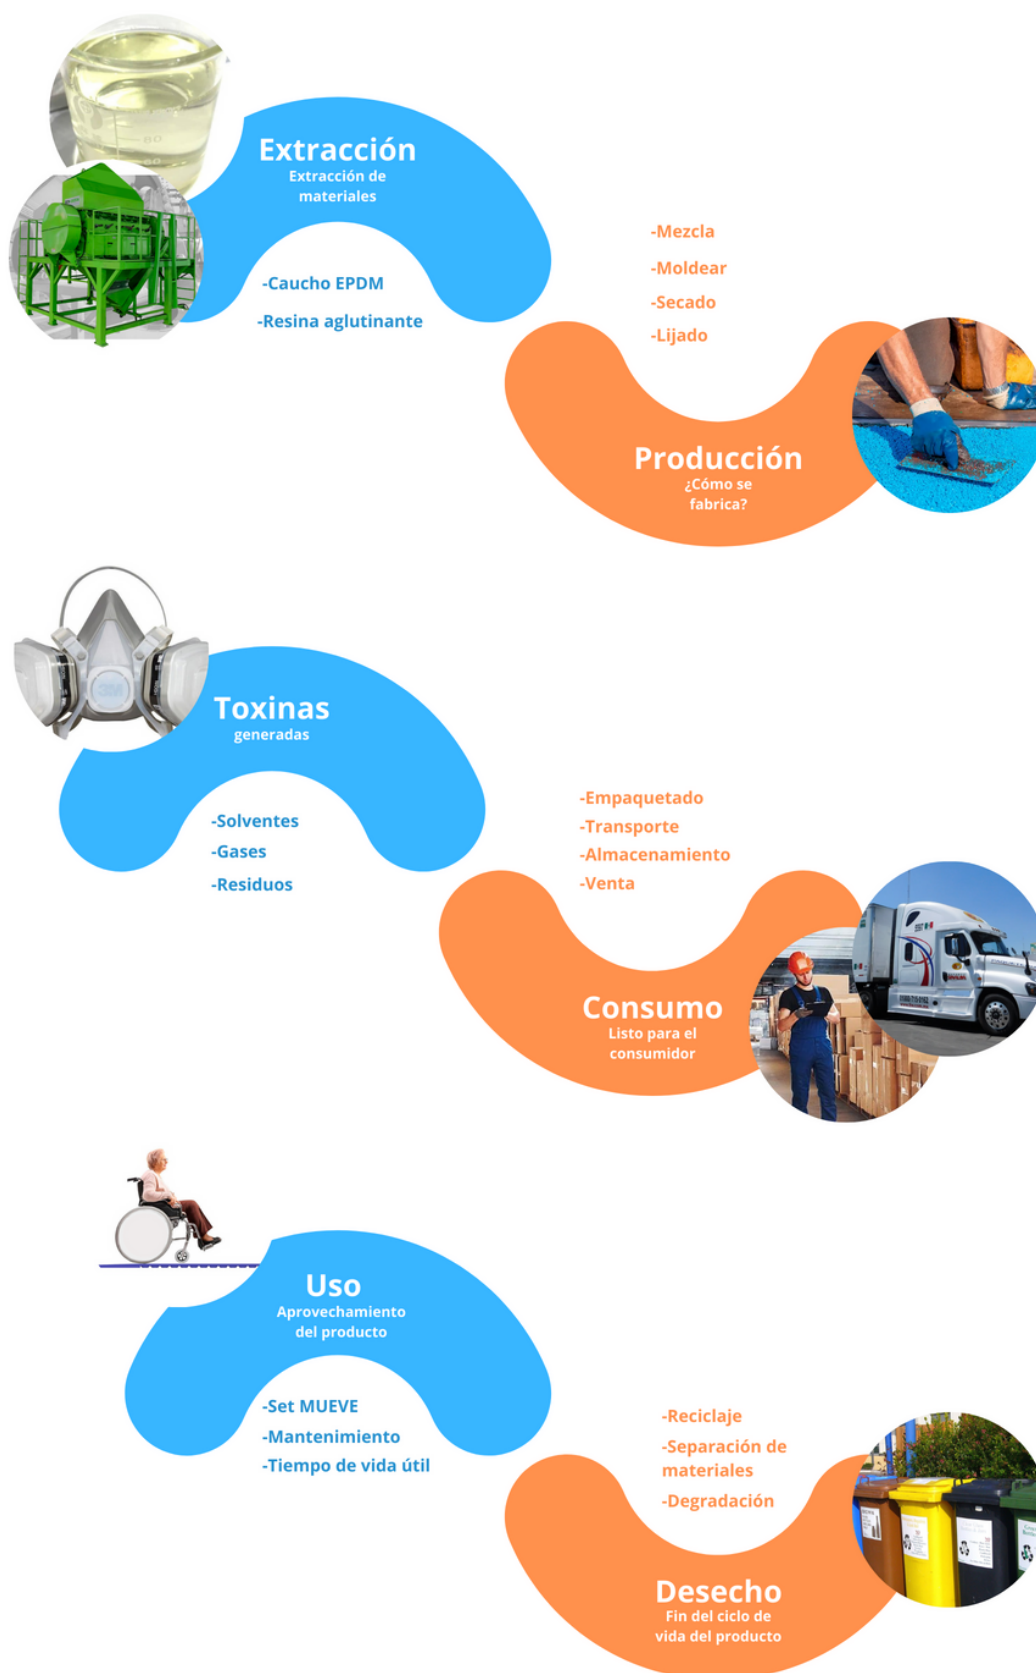 Extracción
Extracción de
materiales
-Caucho EPDM
-Resina aglutinante
-Mezcla
-Moldear
-Secado
-Lijado
Producción
¿Cómo se
fabrica?
Toxinas
generadas
-Solventes
-Gases
-Residuos
-Empaquetado
-Transporte
-Almacenamiento
-Venta
Consumo
Listo para el
consumidor
Uso
Aprovechamiento
del producto
-Set MUEVE
-Mantenimiento
-Tiempo de vida útil
-Reciclaje
-Separación de
materiales
-Degradación
Desecho
Fin del ciclo de
vida del producto